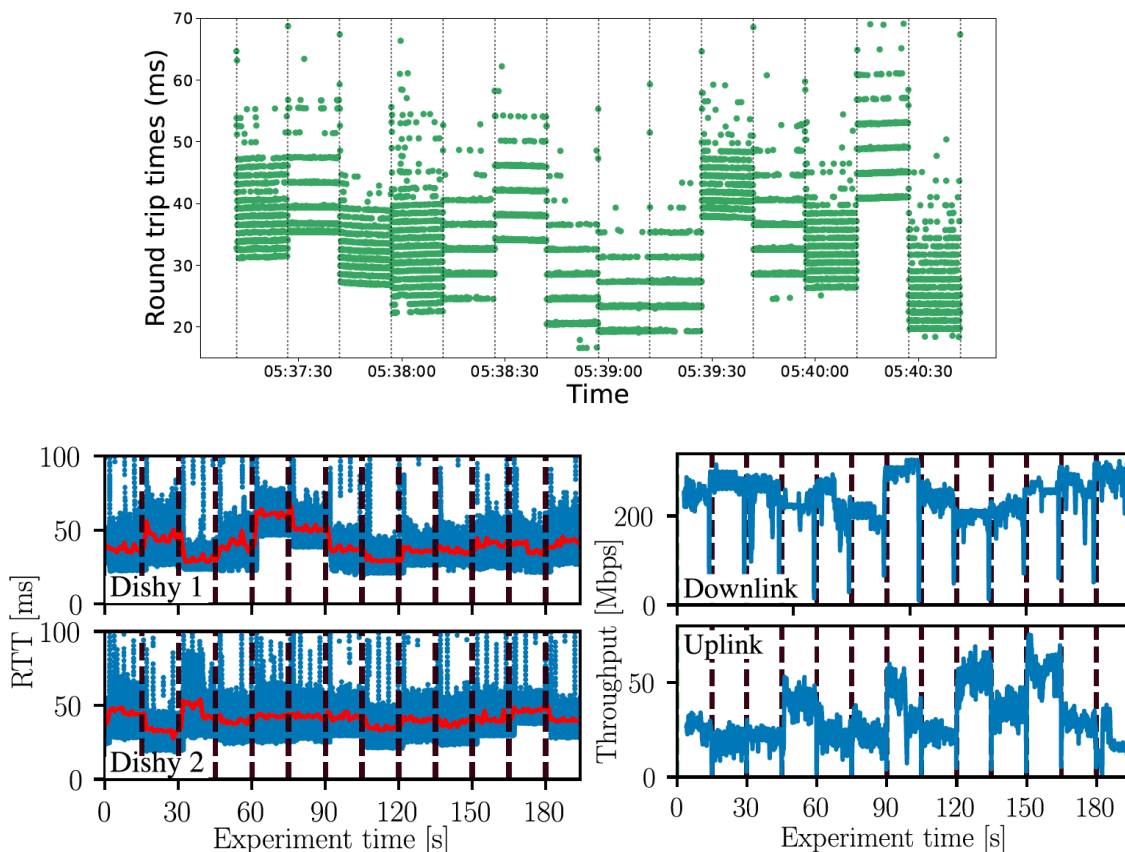 Round trip times (ms)
70
60
50
40
30
20
05:37:30 05:38:00 05:38:30 05:39:00 05:39:30 05:40:00 05:40:30
Time
RTT [ms]
100
50
0
Dishy 1
100
50
0
Dishy 2
0 30 60 90 120 150 180
Experiment time [s]
Throughput [Mbps]
200
0
Downlink
50
0
Uplink
0 30 60 90 120 150 180
Experiment time [s]